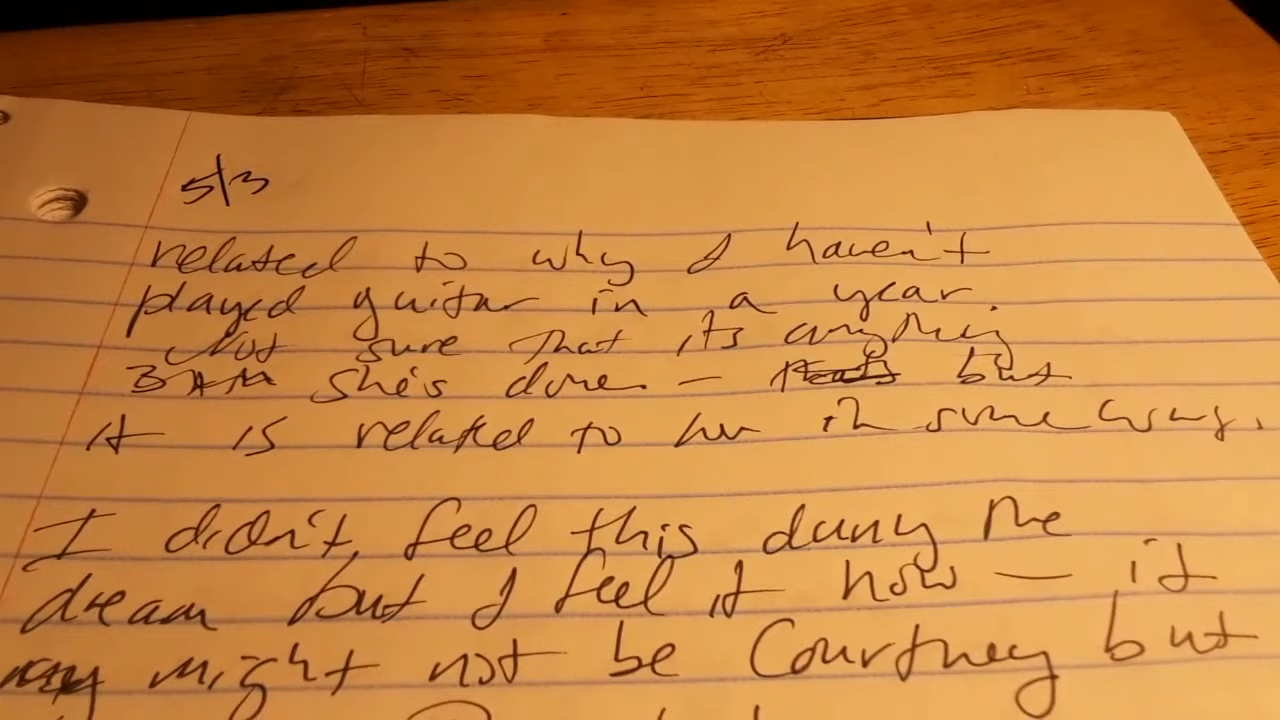 5/3
related to why I haven't
played guitar in a year.
Not sure that its anything
she's done. – but
it is related to her in some way.
I didn't feel this during the
dream but I feel it now — it
might not be Courtney but